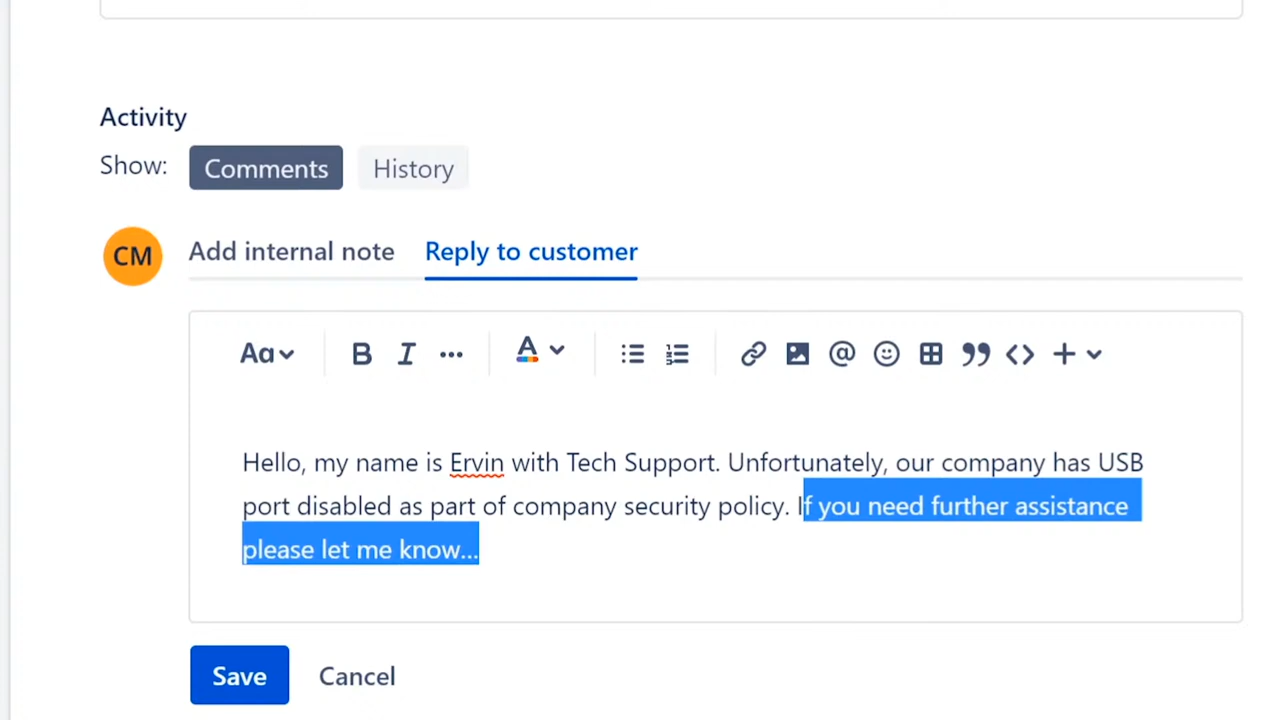 Activity
Show: Comments History
CM Add internal note Reply to customer
Aa B I ... A
Hello, my name is Ervin with Tech Support. Unfortunately, our company has USB
port disabled as part of company security policy. If you need further assistance
please let me know...
Save Cancel